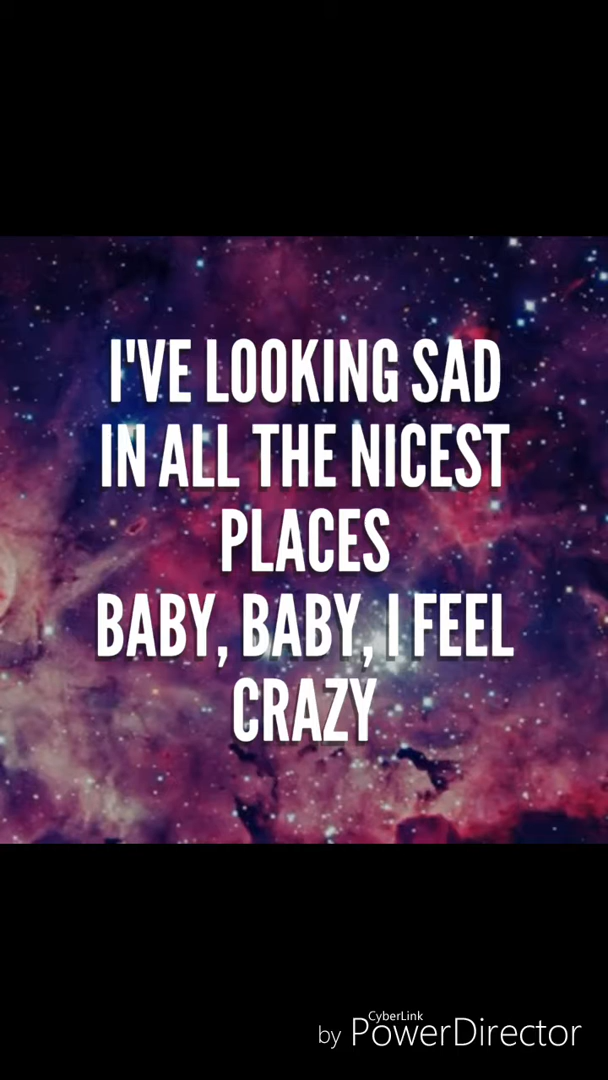 I'VE LOOKING SAD
IN ALL THE NICEST
PLACES
BABY, BABY, I FEEL
CRAZY
CyberLink
by PowerDirector